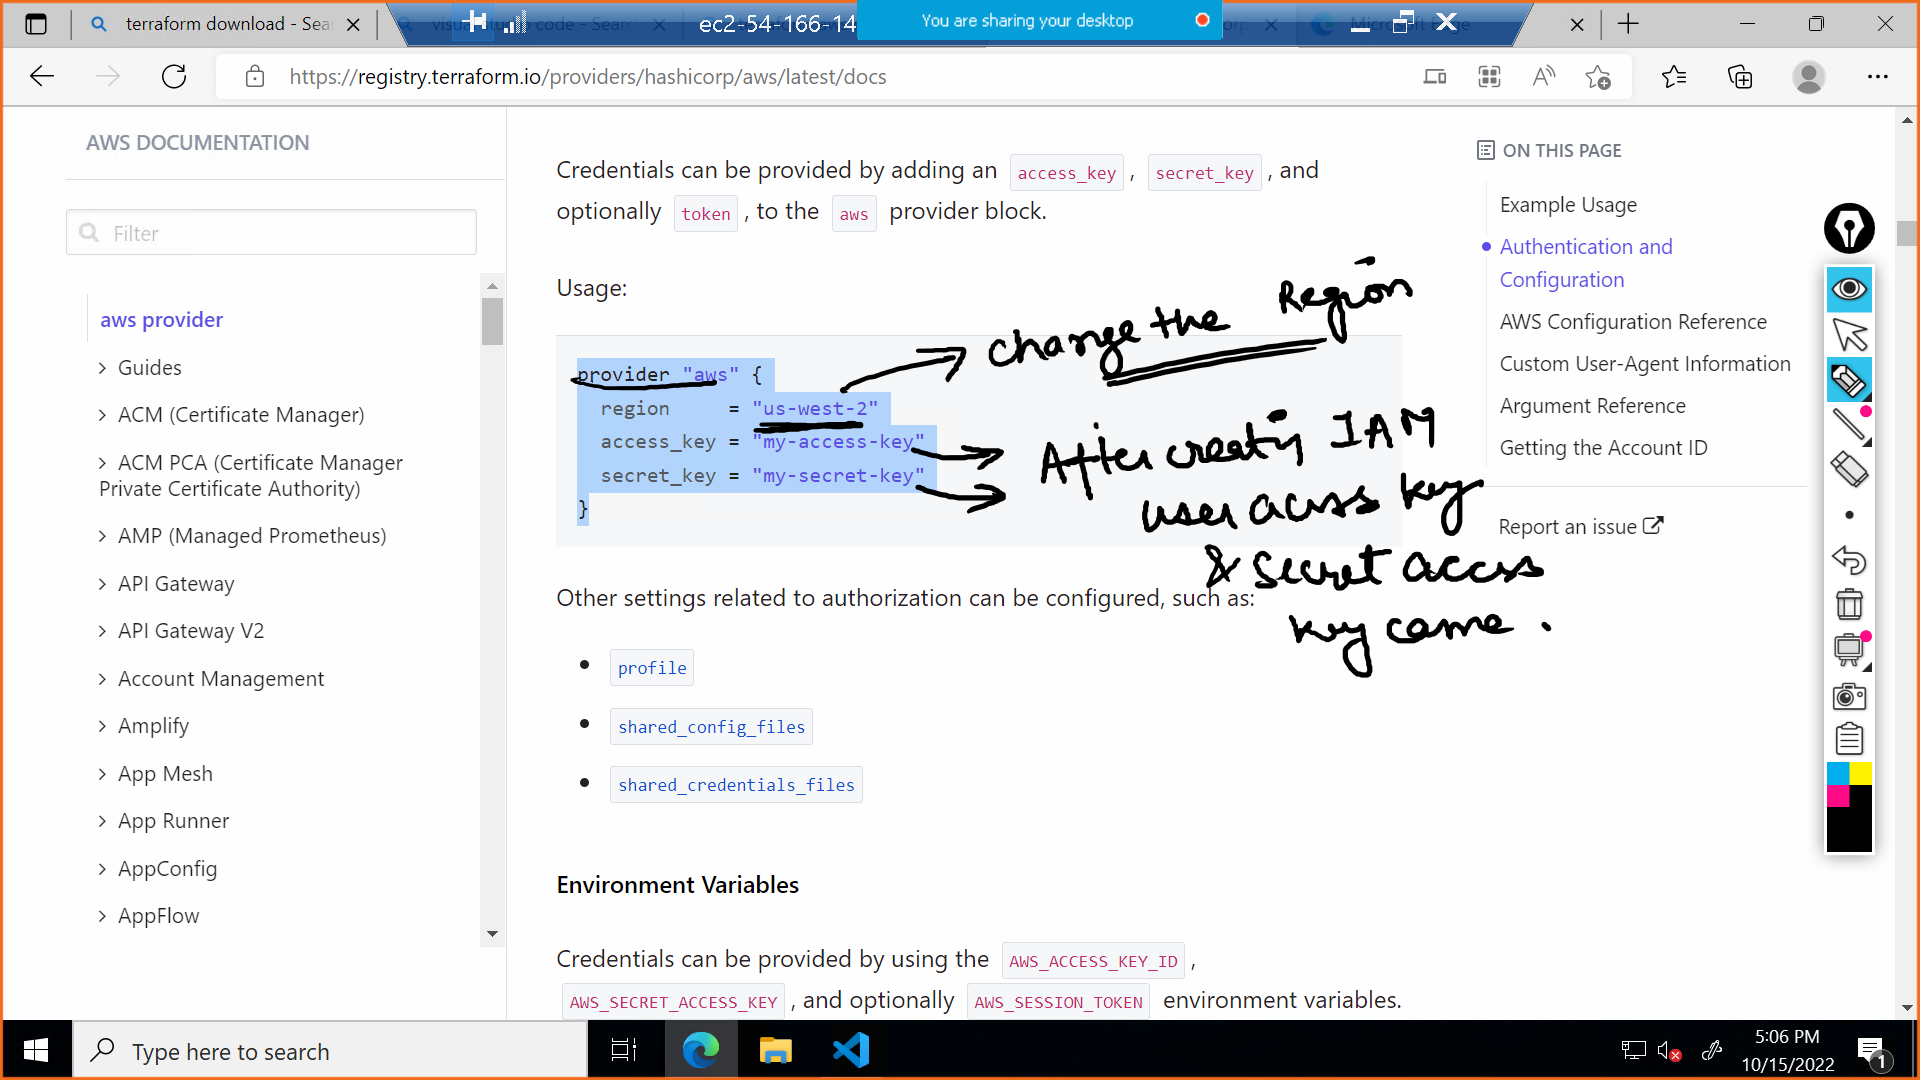 terraform download - Sea
ec2-54-166-14
You are sharing your desktop
https://registry.terraform.io/providers/hashicorp/aws/latest/docs
AWS DOCUMENTATION
Filter
aws provider
Guides
ACM (Certificate Manager)
ACM PCA (Certificate Manager
Private Certificate Authority)
AMP (Managed Prometheus)
API Gateway
API Gateway V2
Account Management
Amplify
App Mesh
App Runner
AppConfig
AppFlow
Credentials can be provided by adding an access_key , secret_key , and
optionally token , to the aws provider block.
Usage:
provider "aws" {
region = "us-west-2"
access_key = "my-access-key"
secret_key = "my-secret-key"
}
change the Region
After creating IAM
user access key
& secret access
key came .
Other settings related to authorization can be configured, such as:
profile
shared_config_files
shared_credentials_files
Environment Variables
Credentials can be provided by using the AWS_ACCESS_KEY_ID ,
AWS_SECRET_ACCESS_KEY , and optionally AWS_SESSION_TOKEN environment variables.
ON THIS PAGE
Example Usage
Authentication and
Configuration
AWS Configuration Reference
Custom User-Agent Information
Argument Reference
Getting the Account ID
Report an issue
Type here to search
5:06 PM
10/15/2022
1